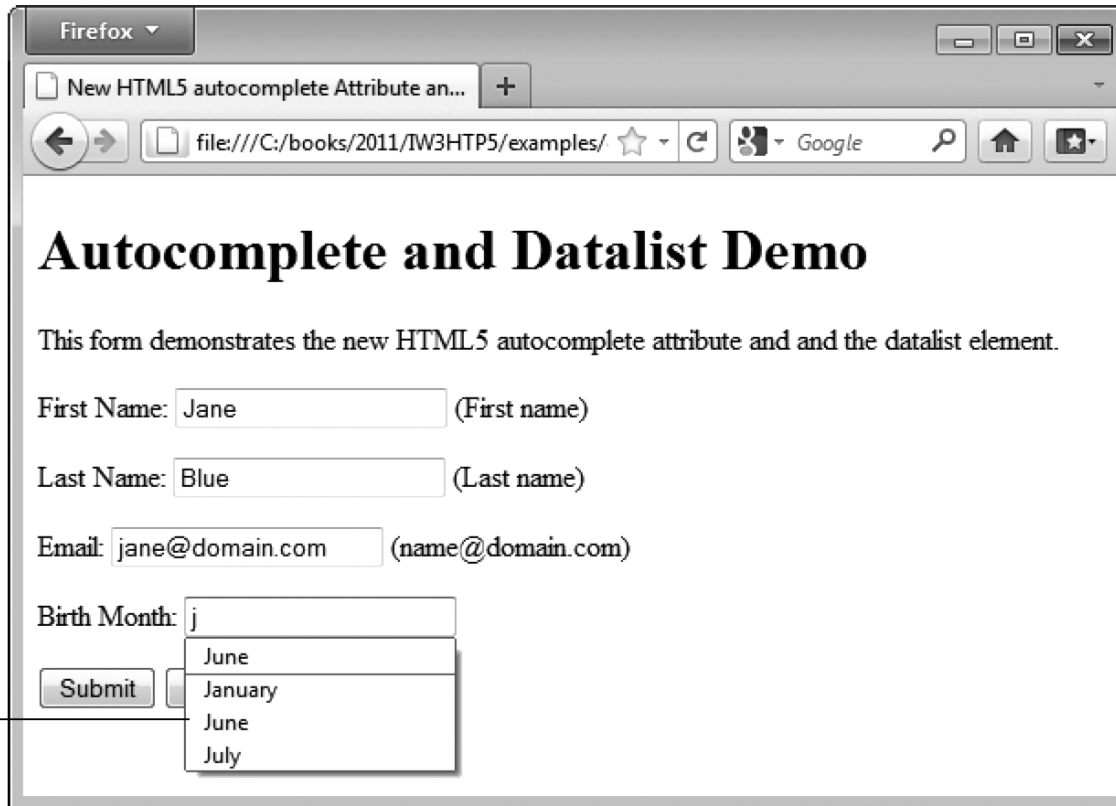 Firefox
New HTML5 autocomplete Attribute an...
file:///C:/books/2011/IW3HTP5/examples/
Google
Autocomplete and Datalist Demo
This form demonstrates the new HTML5 autocomplete attribute and and the datalist element.
First Name: Jane (First name)
Last Name: Blue (Last name)
Email: jane@domain.com (name@domain.com)
Birth Month: j
June
Submit
January
June
July